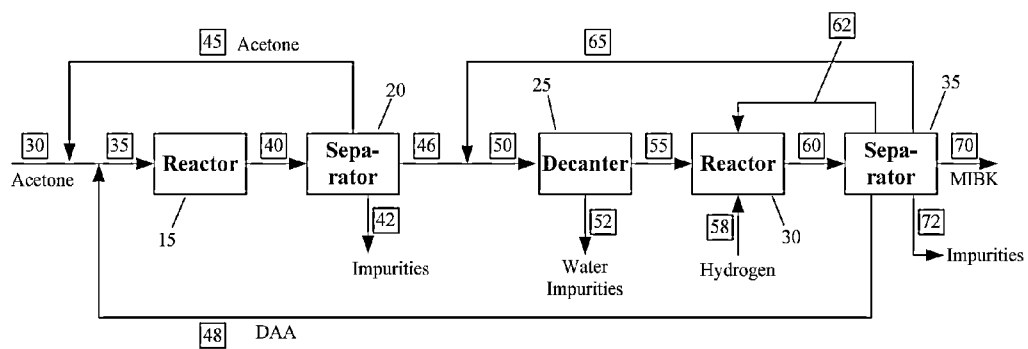 45 Acetone
65
62
20
25
35
30
35
Reactor
40
Sepa-
rator
46
50
Decanter
55
Reactor
60
Sepa-
rator
70
Acetone
MIBK
15
42
52
58
30
72
Impurities
Water
Impurities
Hydrogen
Impurities
48 DAA